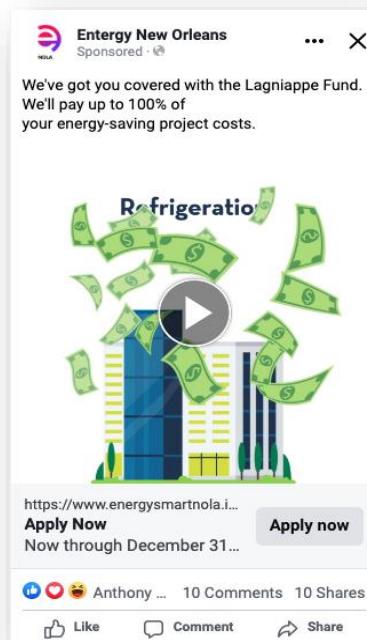 Entergy New Orleans
Sponsored ·
NOLA
We've got you covered with the Lagniappe Fund.
We'll pay up to 100% of
your energy-saving project costs.
Refrigeration
https://www.energysmartnola.i...
Apply Now
Now through December 31...
Apply now
Anthony ... 10 Comments 10 Shares
Like Comment Share